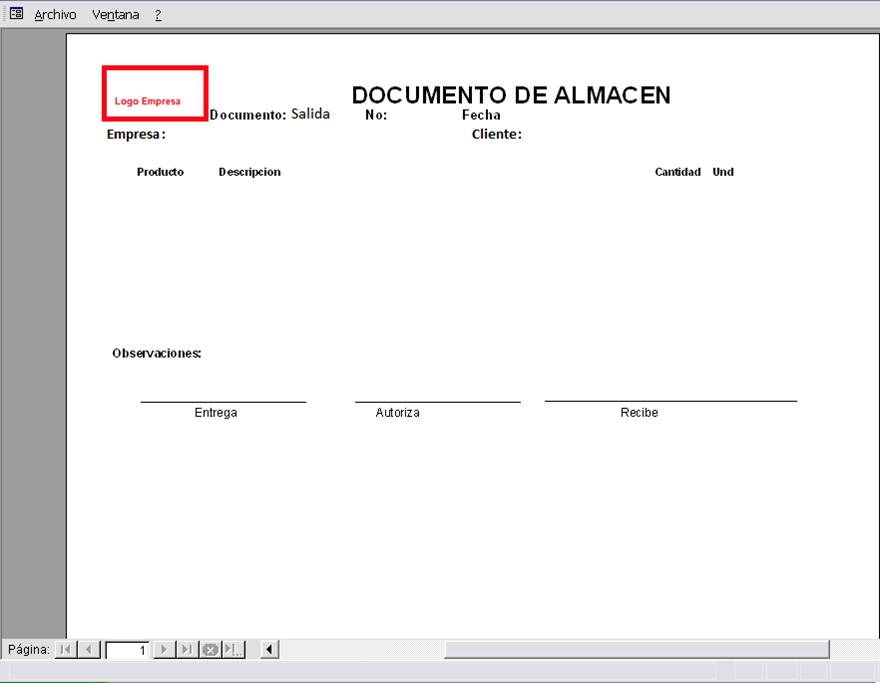 Archivo Ventana ?
DOCUMENTO DE ALMACEN
Logo Empresa
Documento: Salida No: Fecha
Empresa: Cliente:
Producto Descripcion Cantidad Und
Observaciones:
Entrega Autoriza Recibe
Página: 1